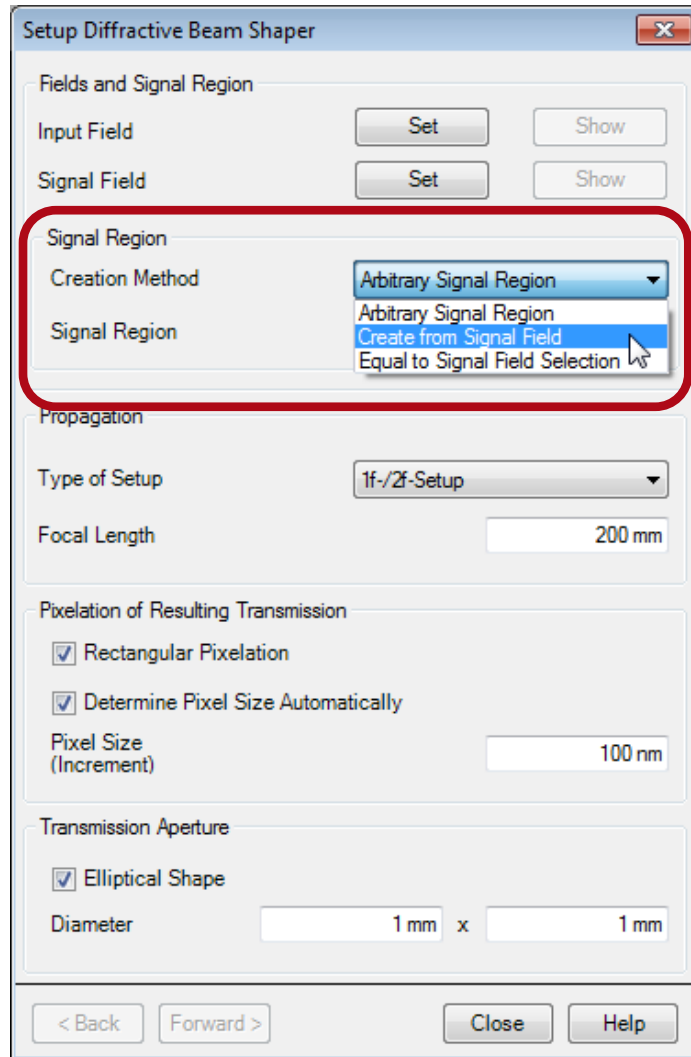 Setup Diffractive Beam Shaper
Fields and Signal Region
Input Field Set Show
Signal Field Set Show
Signal Region
Creation Method Arbitrary Signal Region
Arbitrary Signal Region
Signal Region Create from Signal Field
Equal to Signal Field Selection
Propagation
Type of Setup 1f-/2f-Setup
Focal Length 200 mm
Pixelation of Resulting Transmission
Rectangular Pixelation
Determine Pixel Size Automatically
Pixel Size
(Increment) 100 nm
Transmission Aperture
Elliptical Shape
Diameter 1 mm x 1 mm
< Back Forward > Close Help